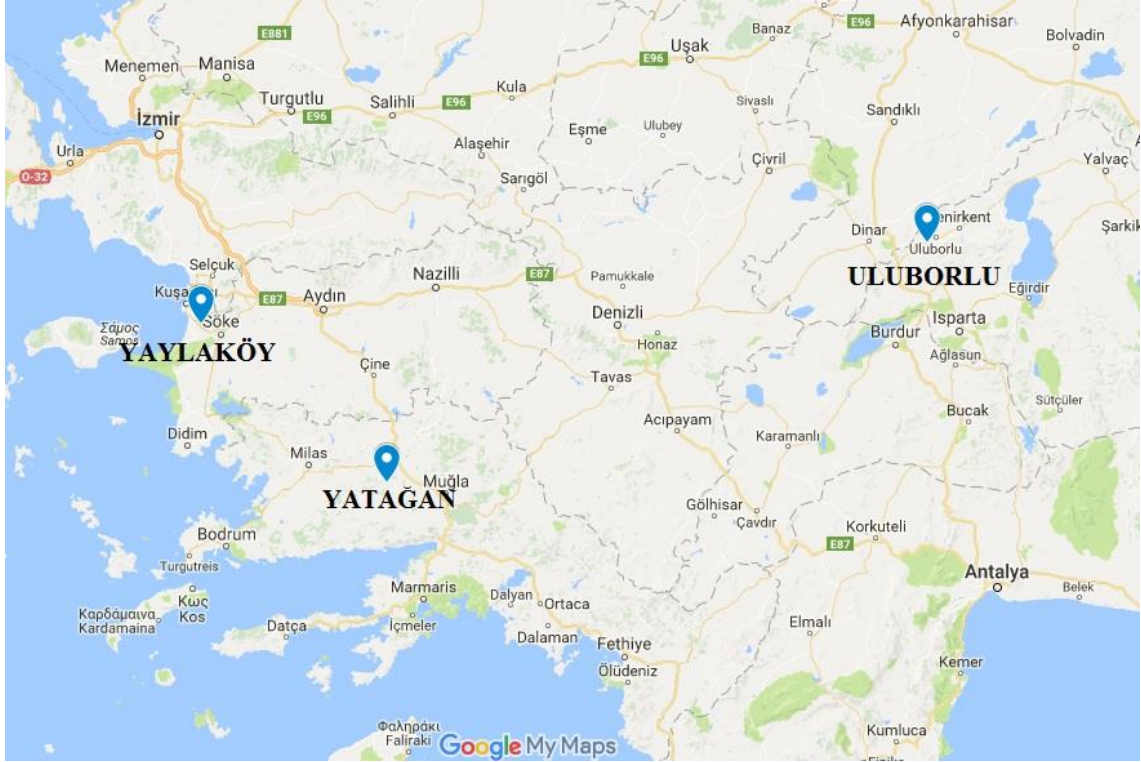 Banaz
E96
Afyonkarahisar
Bolvadin
E881
Uşak
E96
Menemen
Manisa
Turgutlu
Salihli
E96
Kula
Sivaslı
Sandıklı
İzmir
E96
Eşme
Ulubey
Urla
Alaşehir
Çivril
Yalvaç
O-32
Sarıgöl
Dinar
enirkent
Uluborlu
Şarkik
ULUBORLU
Selçuk
Nazilli
E87
Pamukkale
Eğirdir
Kuşa
E87
Aydın
Denizli
Isparta
Σάμος
Samos
Söke
Honaz
Burdur
Ağlasun
YAYLAKÖY
Çine
Tavas
Sütçüler
Acıpayam
Bucak
Didim
Karamanlı
Milas
Muğla
YATAĞAN
Gölhisar
Çavdır
Korkuteli
Bodrum
E87
Turgutreis
Antalya
Καρδάμαινα
Kardamaina
Κως
Kos
Marmaris
Dalyan
Ortaca
Belek
Datça
İçmeler
Dalaman
Elmalı
Fethiye
Ölüdeniz
Kemer
Φαληράκι
Faliraki
Kumluca
Google My Maps